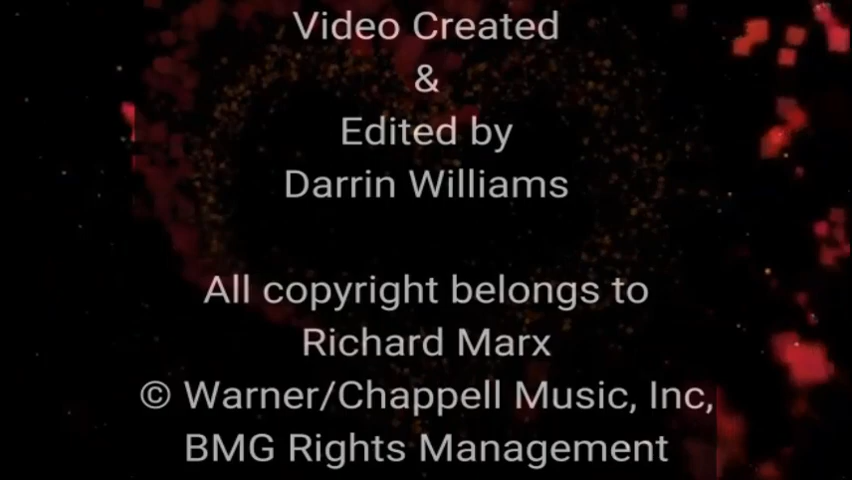 Video Created
&
Edited by
Darrin Williams
All copyright belongs to
Richard Marx
© Warner/Chappell Music, Inc,
BMG Rights Management